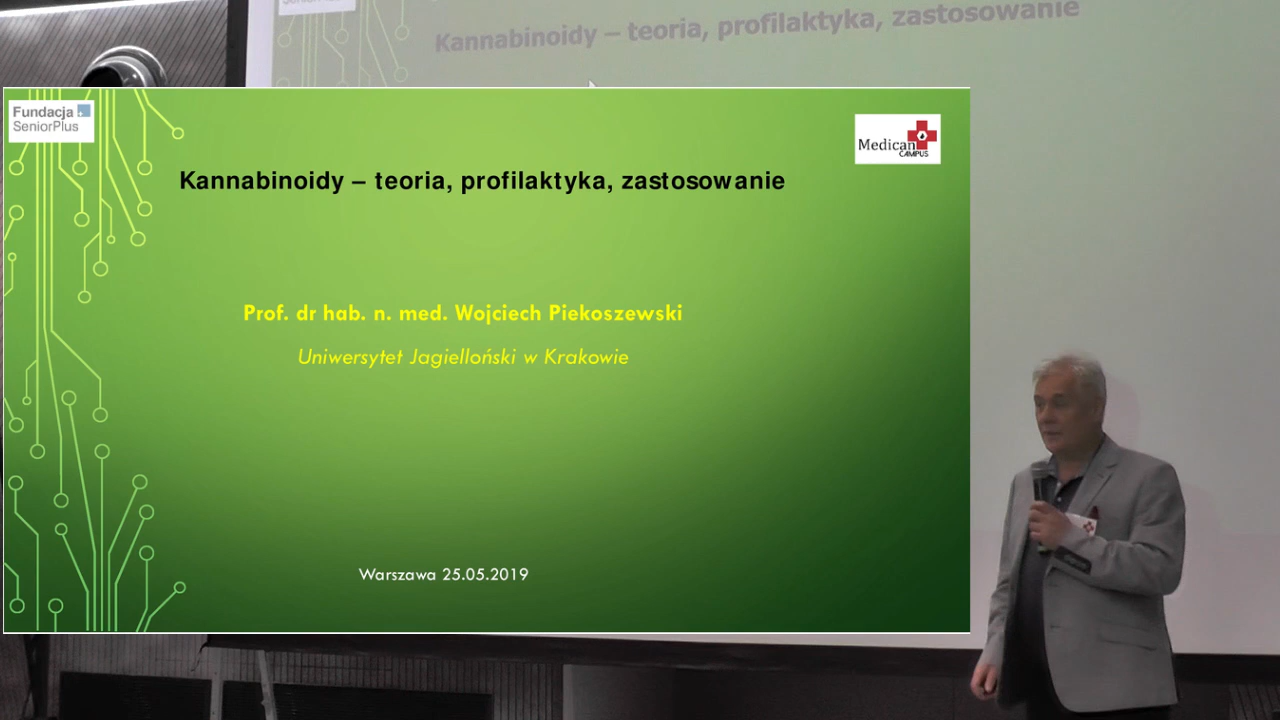 SeniorPlus
Kannabinoidy – teoria, profilaktyka, zastosowanie
Fundacja
SeniorPlus
Medican
CAMPUS
Kannabinoidy – teoria, profilaktyka, zastosowanie
Prof. dr hab. n. med. Wojciech Piekoszewski
Uniwersytet Jagielloński w Krakowie
Warszawa 25.05.2019